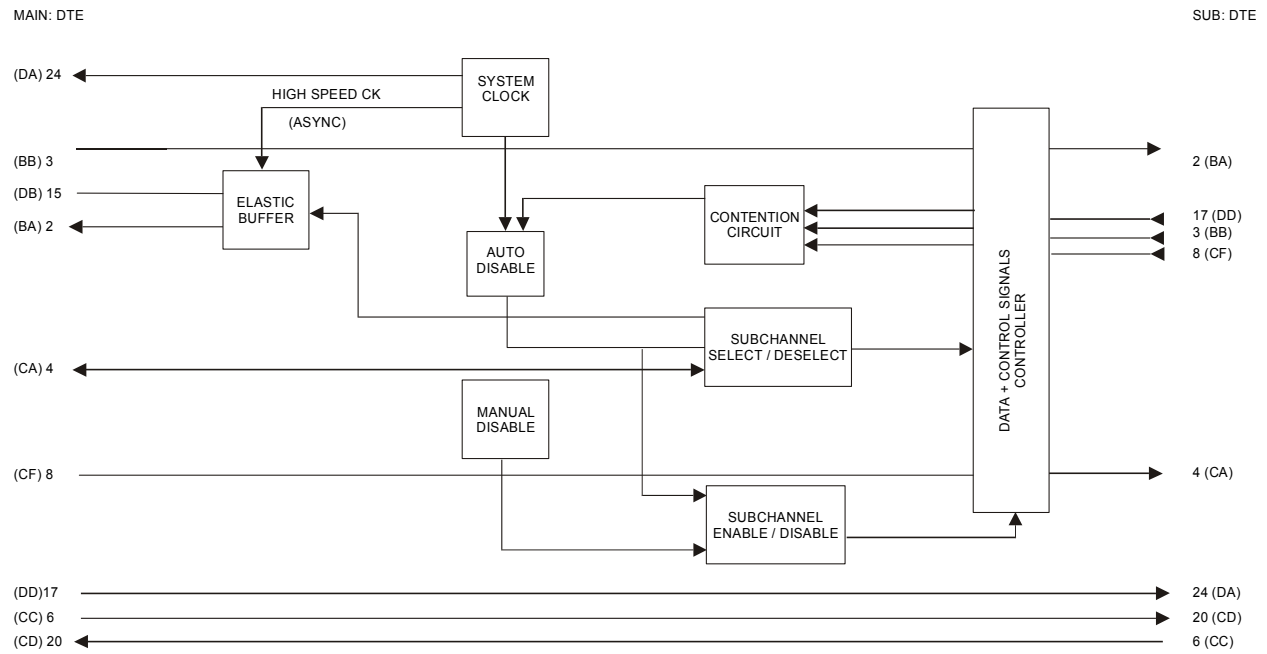 MAIN: DTE
SUB: DTE
(DA) 24
SYSTEM
CLOCK
HIGH SPEED CK
(ASYNC)
(BB) 3
2 (BA)
(DB) 15
ELASTIC
BUFFER
(BA) 2
CONTENTION
CIRCUIT
17 (DD)
3 (BB)
8 (CF)
AUTO
DISABLE
SUBCHANNEL
SELECT / DESELECT
DATA + CONTROL SIGNALS
CONTROLLER
(CA) 4
MANUAL
DISABLE
(CF) 8
4 (CA)
SUBCHANNEL
ENABLE / DISABLE
(DD)17
24 (DA)
(CC) 6
20 (CD)
(CD) 20
6 (CC)